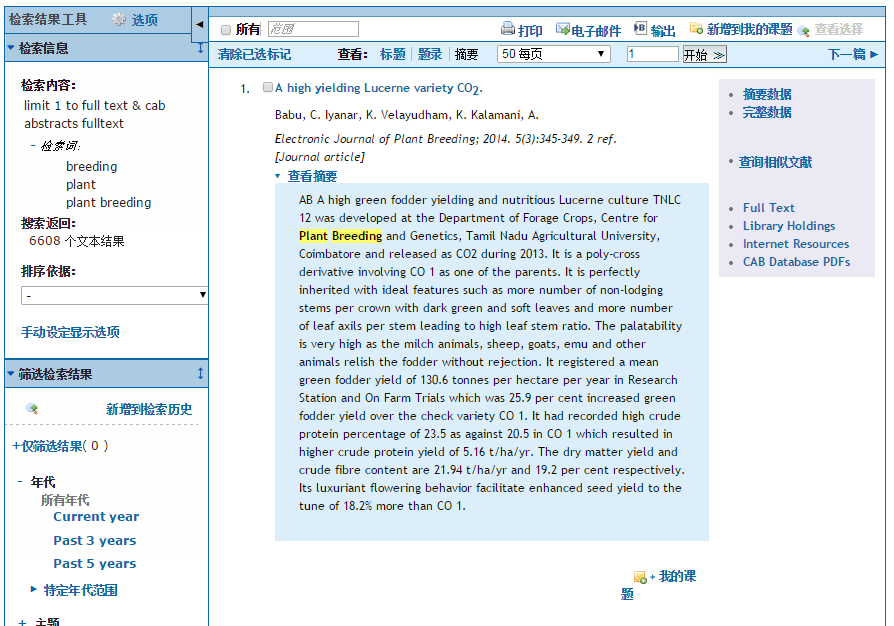 检索结果工具 选项
检索信息
检索内容:
limit 1 to full text & cab
abstracts fulltext
- 检索词:
breeding
plant
plant breeding
搜索返回:
6608 个文本结果
排序依据:
-
手动设定显示选项
筛选检索结果
新增到检索历史
+仅筛选结果( 0 )
- 年代
所有年代
Current year
Past 3 years
Past 5 years
特定年代范围
+ 主题
所有 范围 打印 电子邮件 输出 新增到我的课题 查看选择
清除已选标记 查看: 标题 | 题录 | 摘要 50 每页 1 开始 ≫ 下一篇
1. A high yielding Lucerne variety CO2.
Babu, C. Iyanar, K. Velayudham, K. Kalamani, A.
Electronic Journal of Plant Breeding; 2014. 5(3):345-349. 2 ref.
[Journal article]
查看摘要
AB A high green fodder yielding and nutritious Lucerne culture TNLC
12 was developed at the Department of Forage Crops, Centre for
Plant Breeding and Genetics, Tamil Nadu Agricultural University,
Coimbatore and released as CO2 during 2013. It is a poly-cross
derivative involving CO 1 as one of the parents. It is perfectly
inherited with ideal features such as more number of non-lodging
stems per crown with dark green and soft leaves and more number
of leaf axils per stem leading to high leaf stem ratio. The palatability
is very high as the milch animals, sheep, goats, emu and other
animals relish the fodder without rejection. It registered a mean
green fodder yield of 130.6 tonnes per hectare per year in Research
Station and On Farm Trials which was 25.9 per cent increased green
fodder yield over the check variety CO 1. It had recorded high crude
protein percentage of 23.5 as against 20.5 in CO 1 which resulted in
higher crude protein yield of 5.16 t/ha/yr. The dry matter yield and
crude fibre content are 21.94 t/ha/yr and 19.2 per cent respectively.
Its luxuriant flowering behavior facilitate enhanced seed yield to the
tune of 18.2% more than CO 1.
+ 我的课
题
摘要数据
完整数据
查询相似文献
Full Text
Library Holdings
Internet Resources
CAB Database PDFs